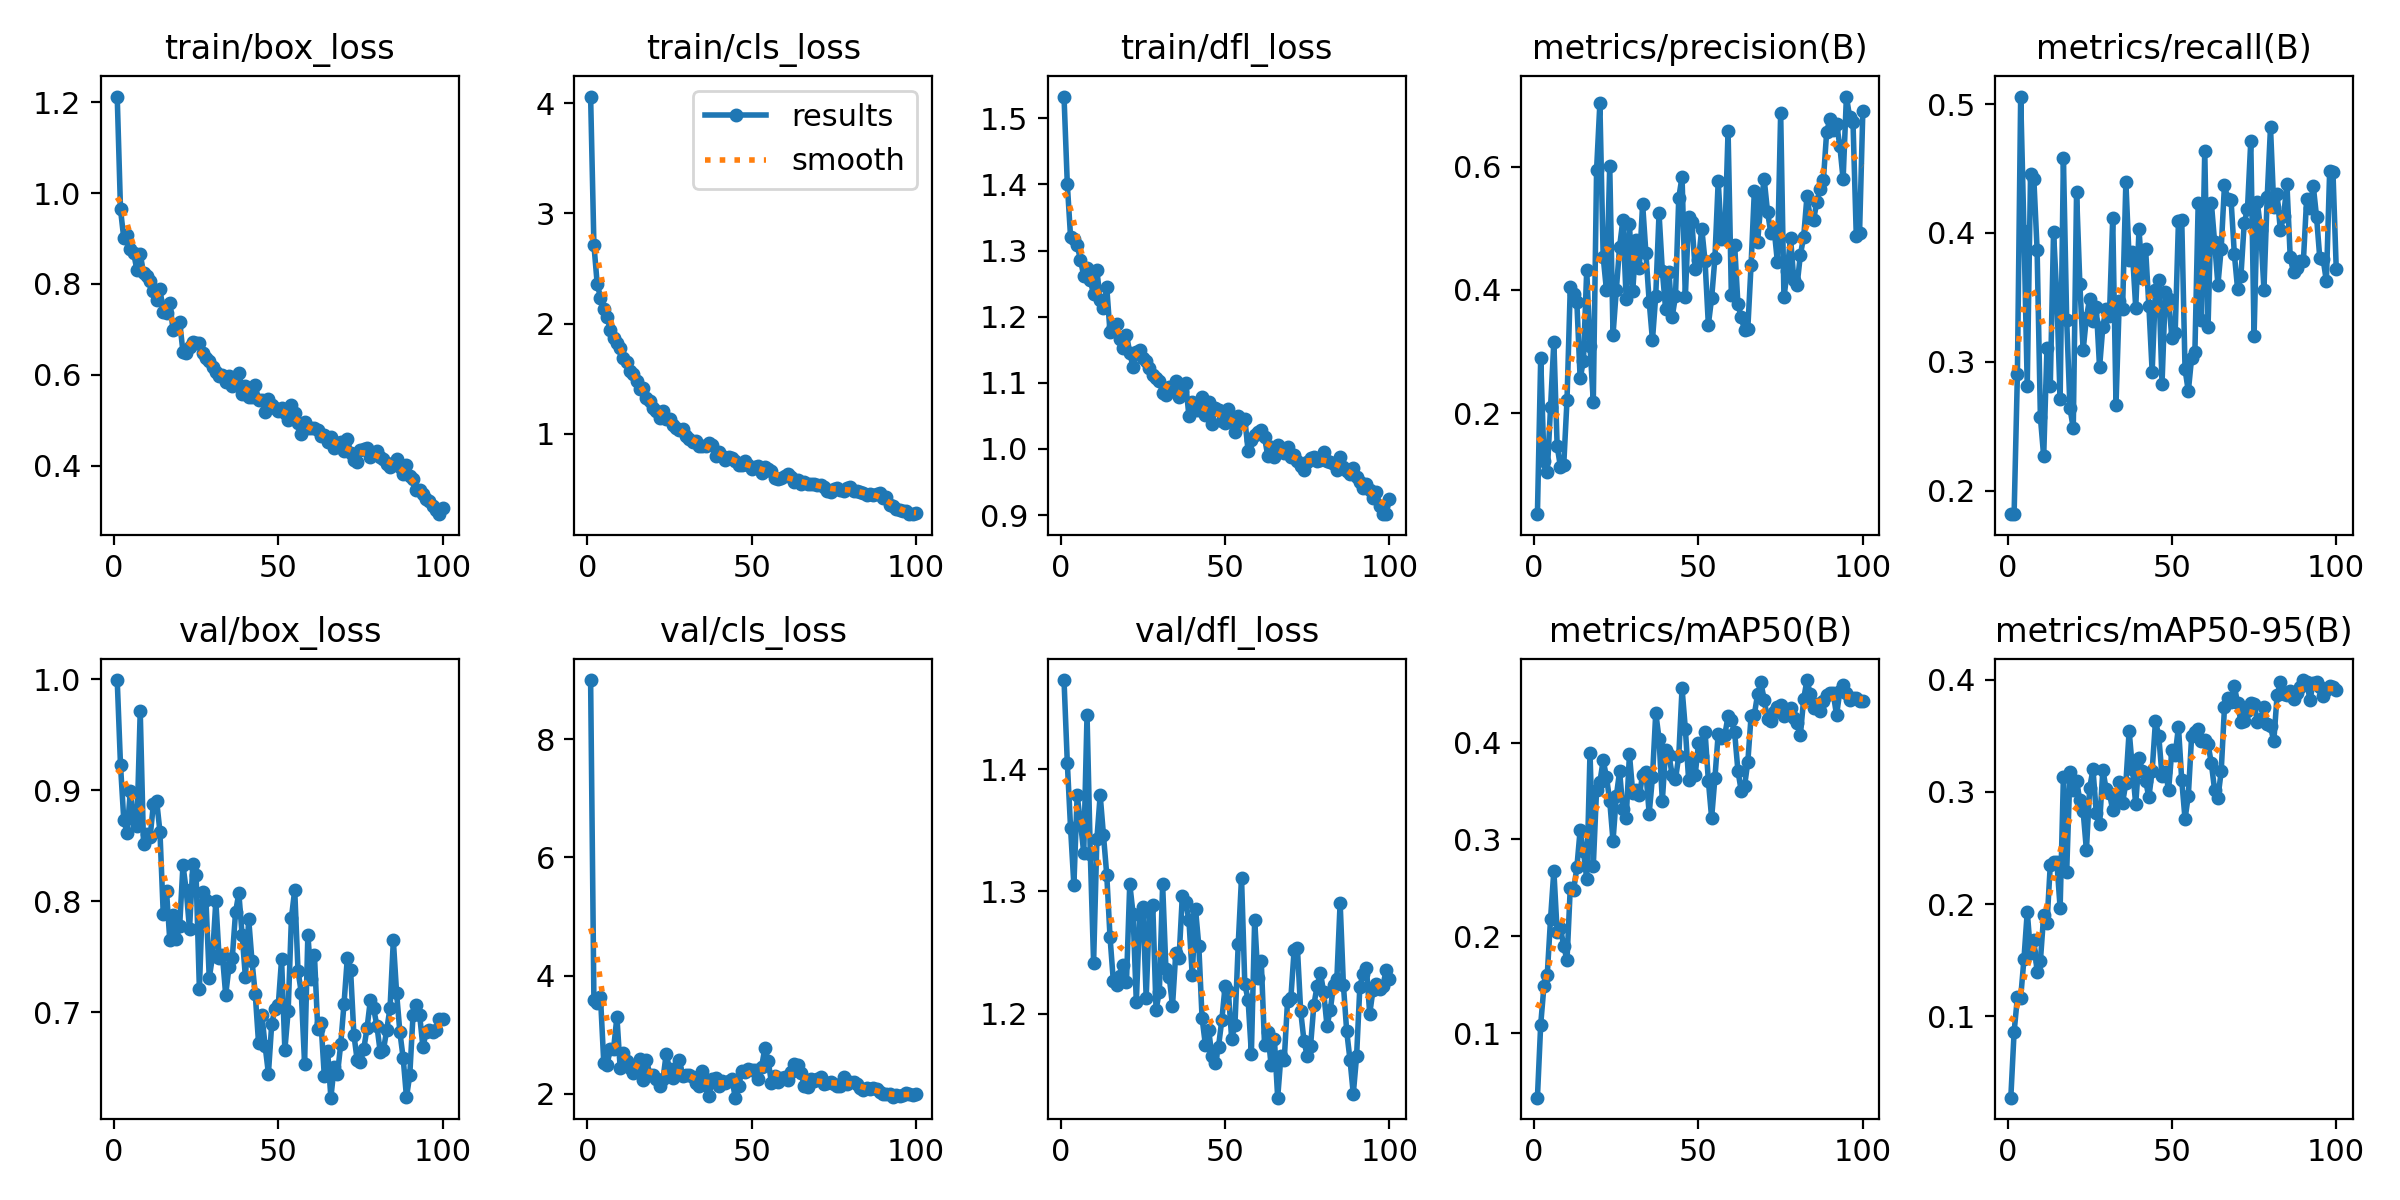 train/box_loss
1.2
1.0
0.8
0.6
0.4
0 50 100
train/cls_loss
results
smooth
4
3
2
1
0 50 100
train/dfl_loss
1.5
1.4
1.3
1.2
1.1
1.0
0.9
0 50 100
metrics/precision(B)
0.6
0.4
0.2
0 50 100
metrics/recall(B)
0.5
0.4
0.3
0.2
0 50 100
val/box_loss
1.0
0.9
0.8
0.7
0 50 100
val/cls_loss
8
6
4
2
0 50 100
val/dfl_loss
1.4
1.3
1.2
0 50 100
metrics/mAP50(B)
0.4
0.3
0.2
0.1
0 50 100
metrics/mAP50-95(B)
0.4
0.3
0.2
0.1
0 50 100